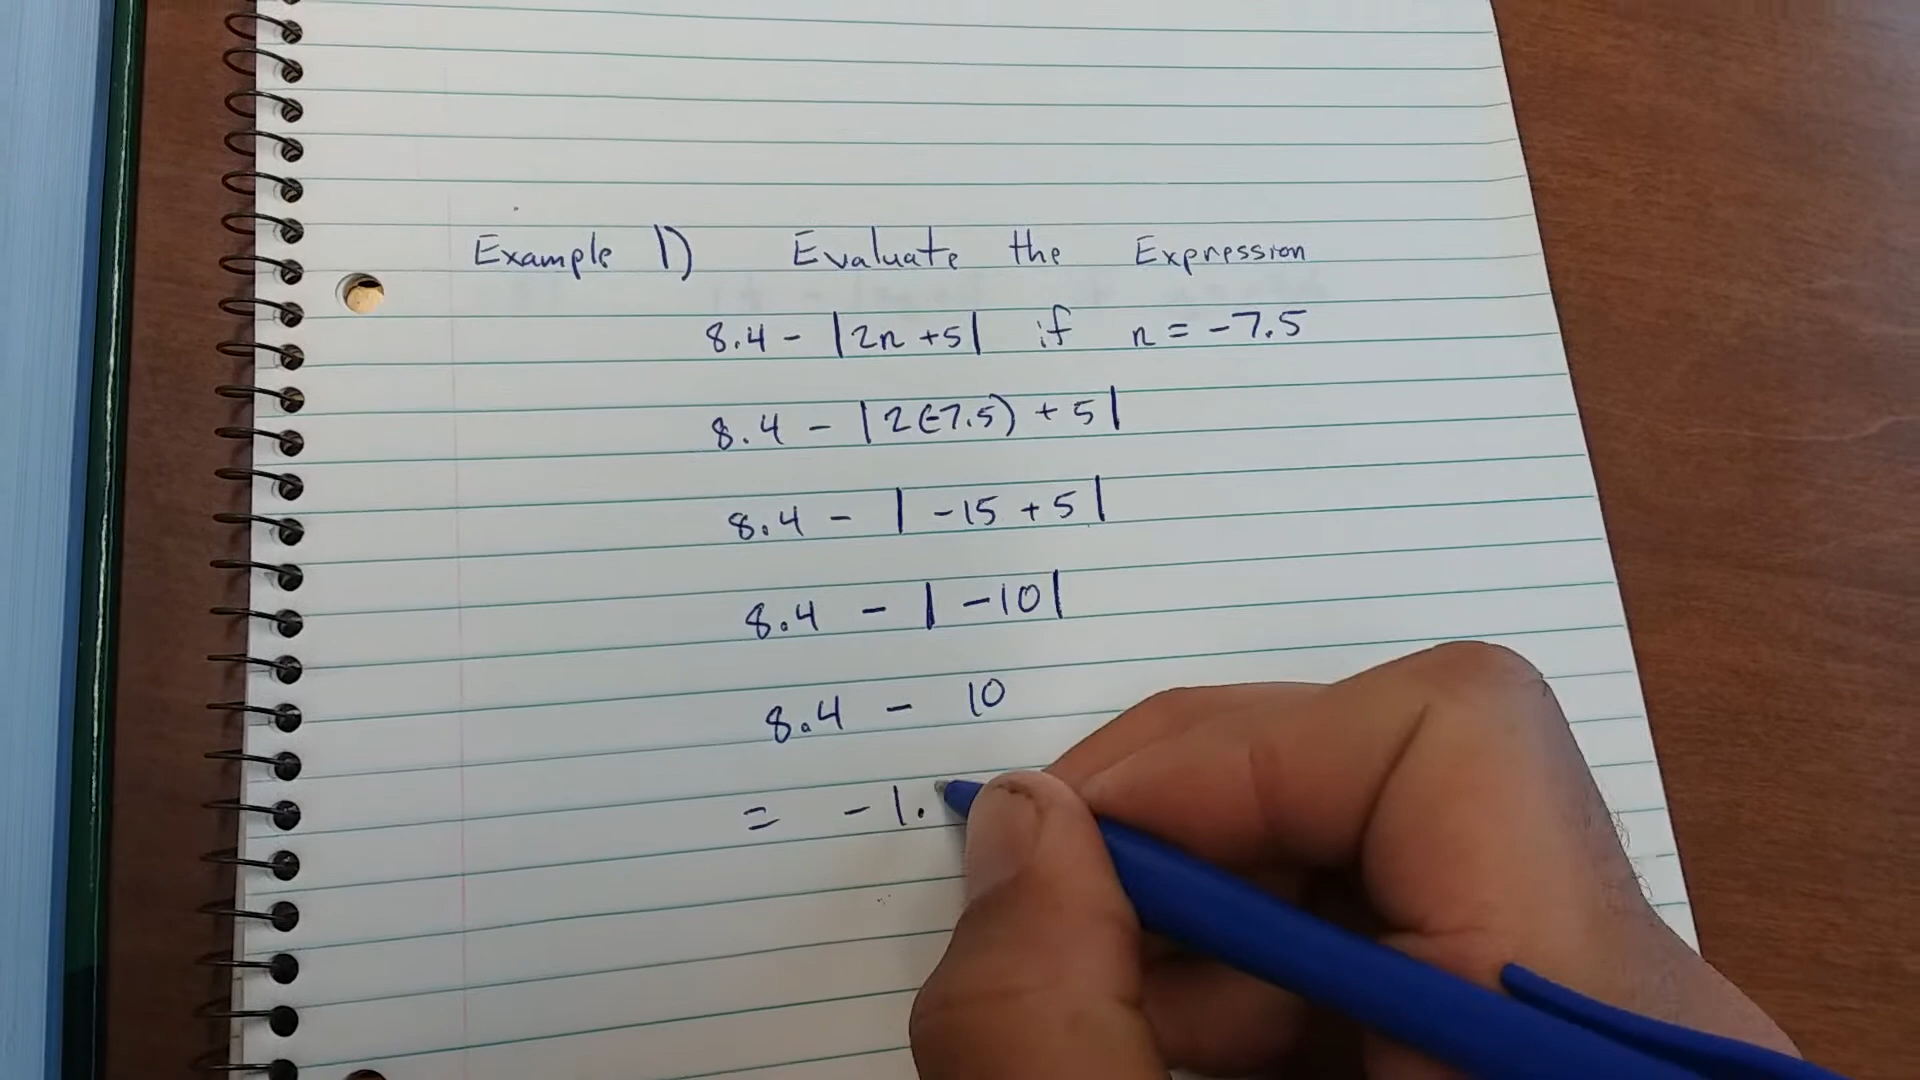 Example 1) Evaluate the Expression
8.4 - |2n + 5| if n = -7.5
8.4 - |2(-7.5) + 5|
8.4 - | -15 + 5|
8.4 - | -10|
8.4 - 10
= -1.